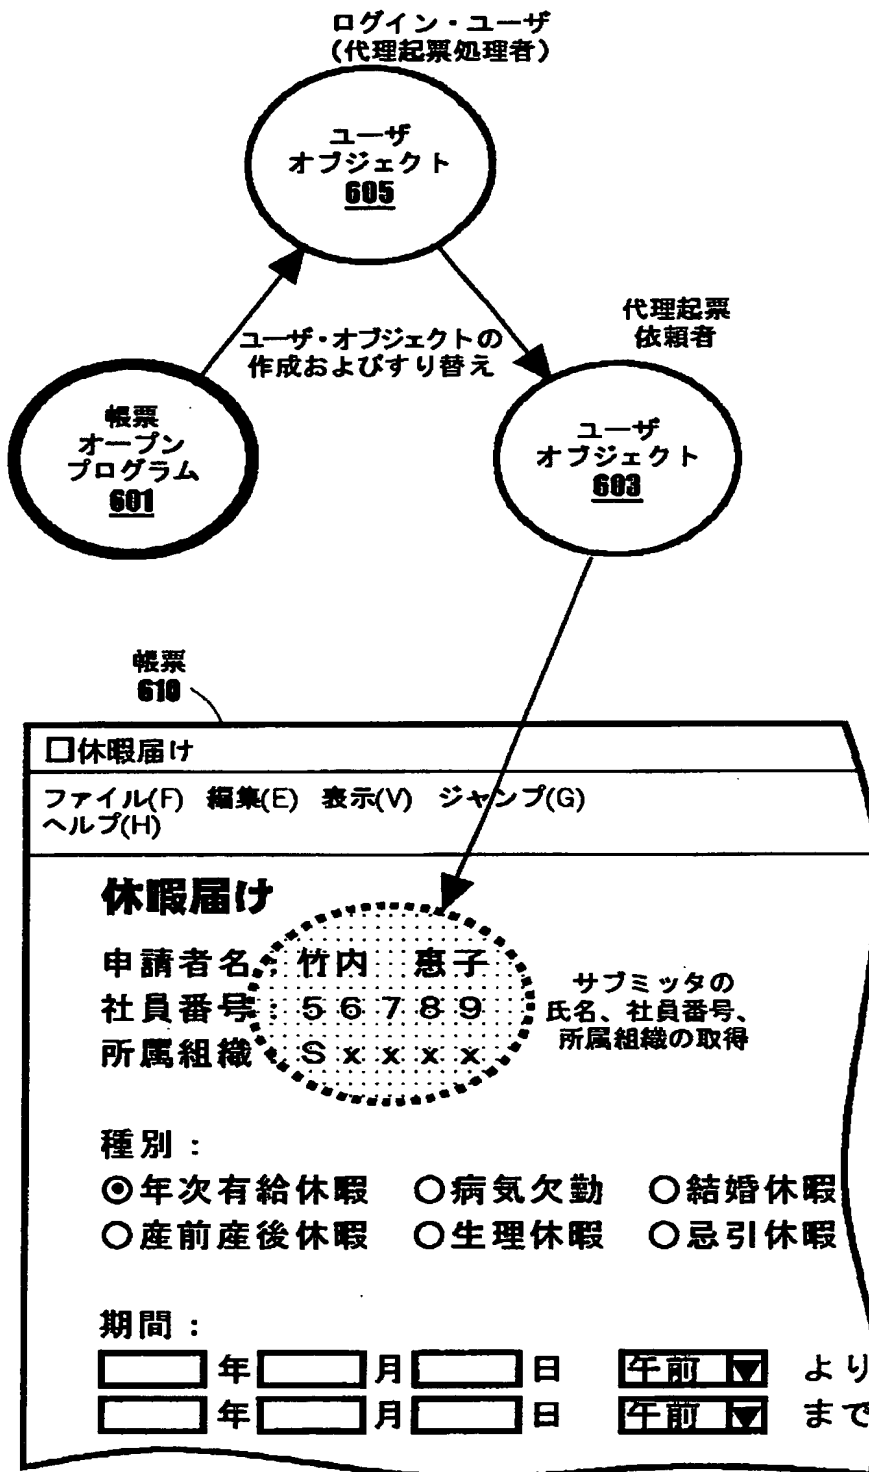 ログイン・ユーザ
(代理起票処理者)
ユーザ
オブジェクト
605
ユーザ・オブジェクトの
作成およびすり替え
代理起票
依頼者
帳票
オープン
プログラム
601
ユーザ
オブジェクト
603
帳票
610
□休暇届け
ファイル(F) 編集(E) 表示(V) ジャンプ(G)
ヘルプ(H)
休暇届け
申請者名:竹内 恵子
社員番号:56789
所属組織:Sxxxx
サブミッタの
氏名、社員番号、
所属組織の取得
種別:
◉年次有給休暇 ○病気欠勤 ○結婚休暇
○産前産後休暇 ○生理休暇 ○忌引休暇
期間:
年 月 日 午前▼ より
年 月 日 午前▼ まで